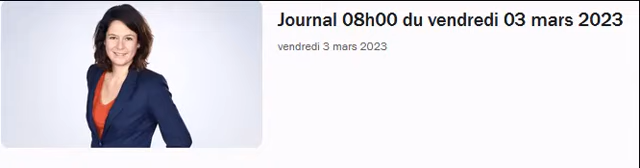 Journal 08h00 du vendredi 03 mars 2023
vendredi 3 mars 2023